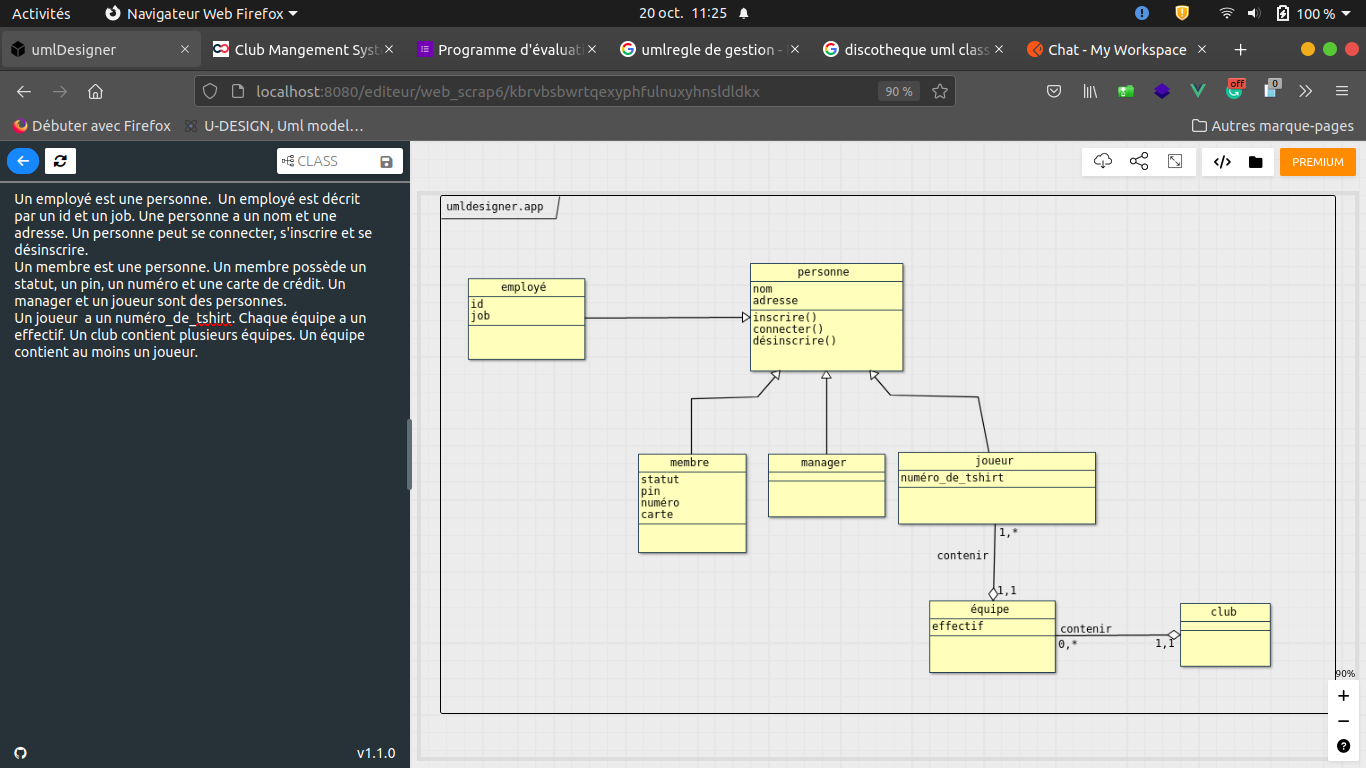 Activités
Navigateur Web Firefox
20 oct. 11:25
100 %
umlDesigner
Club Mangement Syst
Programme d'évaluati
umlregle de gestion -
discotheque uml class
Chat - My Workspace
localhost:8080/editeur/web_scrap6/kbrvbsbwrtqexyphfulnuxyhnsldldkx
90 %
off
0
Débuter avec Firefox
U-DESIGN, Uml model…
Autres marque-pages
CLASS
PREMIUM
Un employé est une personne.  Un employé est décrit
par un id et un job. Une personne a un nom et une
adresse. Un personne peut se connecter, s'inscrire et se
désinscrire.
Un membre est une personne. Un membre possède un
statut, un pin, un numéro et une carte de crédit. Un
manager et un joueur sont des personnes.
Un joueur  a un numéro_de_tshirt. Chaque équipe a un
effectif. Un club contient plusieurs équipes. Un équipe
contient au moins un joueur.
v1.1.0
umldesigner.app
employé
id
job
personne
nom
adresse
inscrire()
connecter()
désinscrire()
membre
statut
pin
numéro
carte
manager
joueur
numéro_de_tshirt
1,*
contenir
1,1
équipe
effectif
contenir
0,*
1,1
club
90%